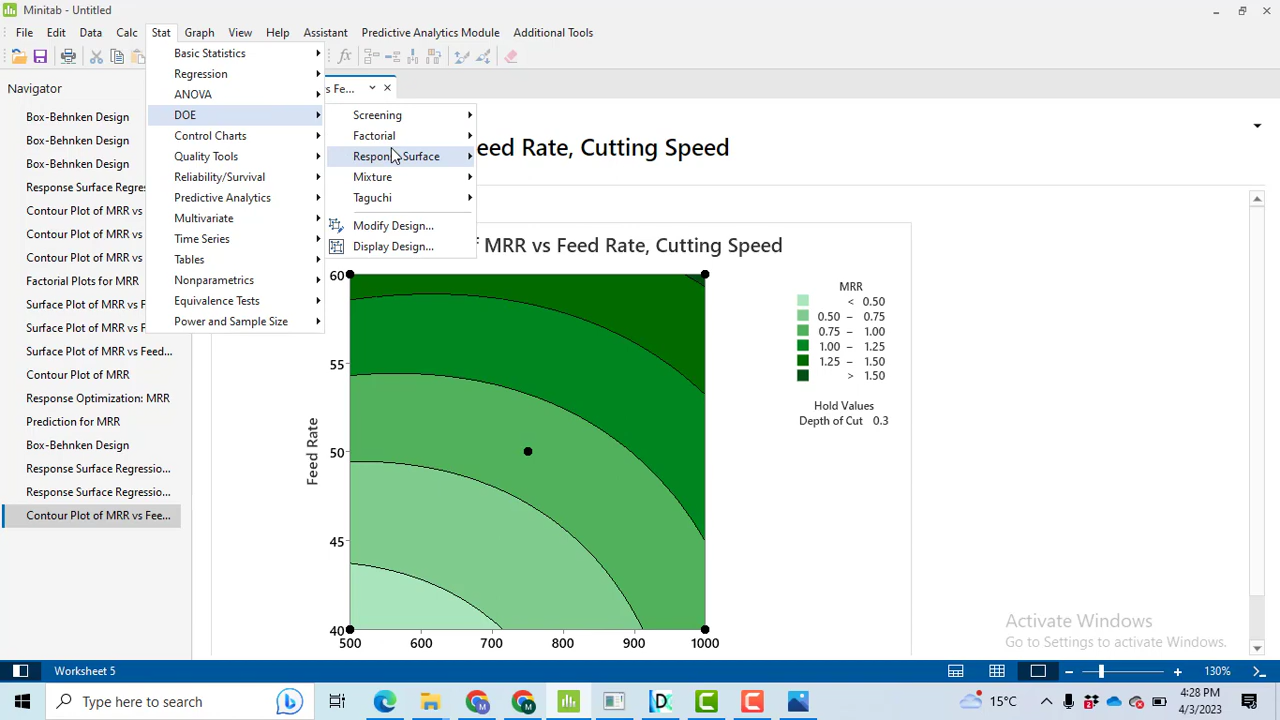 Minitab - Untitled
File Edit Data Calc Stat Graph View Help Assistant Predictive Analytics Module Additional Tools
Navigator
Box-Behnken Design
Box-Behnken Design
Box-Behnken Design
Response Surface Regre...
Contour Plot of MRR vs
Contour Plot of MRR vs
Contour Plot of MRR vs
Factorial Plots for MRR
Surface Plot of MRR vs F
Surface Plot of MRR vs F
Surface Plot of MRR vs Feed...
Contour Plot of MRR
Response Optimization: MRR
Prediction for MRR
Box-Behnken Design
Response Surface Regressio...
Response Surface Regressio...
Contour Plot of MRR vs Fee...
Basic Statistics
Regression
ANOVA
DOE
Control Charts
Quality Tools
Reliability/Survival
Predictive Analytics
Multivariate
Time Series
Tables
Nonparametrics
Equivalence Tests
Power and Sample Size
Screening
Factorial
Response Surface
Mixture
Taguchi
Modify Design...
Display Design...
s Fe...
eed Rate, Cutting Speed
f MRR vs Feed Rate, Cutting Speed
60
55
50
45
40
Feed Rate
500 600 700 800 900 1000
MRR
< 0.50
0.50 – 0.75
0.75 – 1.00
1.00 – 1.25
1.25 – 1.50
> 1.50
Hold Values
Depth of Cut 0.3
Activate Windows
Go to Settings to activate Windows.
Worksheet 5
130%
Type here to search
15°C
4:28 PM
4/3/2023